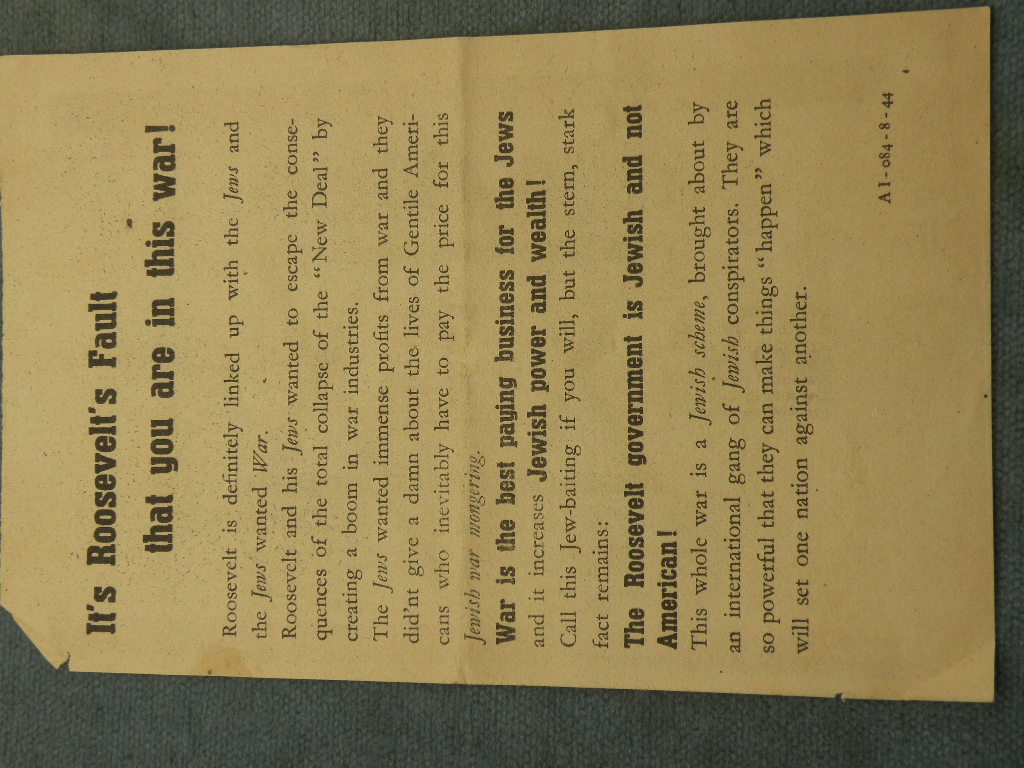 It's Roosevelt's Fault
that you are in this war!
Roosevelt is definitely linked up with the Jews and
the Jews wanted War.
Roosevelt and his Jews wanted to escape the conse-
quences of the total collapse of the “New Deal” by
creating a boom in war industries.
The Jews wanted immense profits from war and they
did'nt give a damn about the lives of Gentile Ameri-
cans who inevitably have to pay the price for this
Jewish war mongering.
War is the best paying business for the Jews
and it increases Jewish power and wealth!
Call this Jew-baiting if you will, but the stern, stark
fact remains:
The Roosevelt government is Jewish and not
American!
This whole war is a Jewish scheme, brought about by
an international gang of Jewish conspirators. They are
so powerful that they can make things “happen” which
will set one nation against another.
A I - 084 - 8 - 44